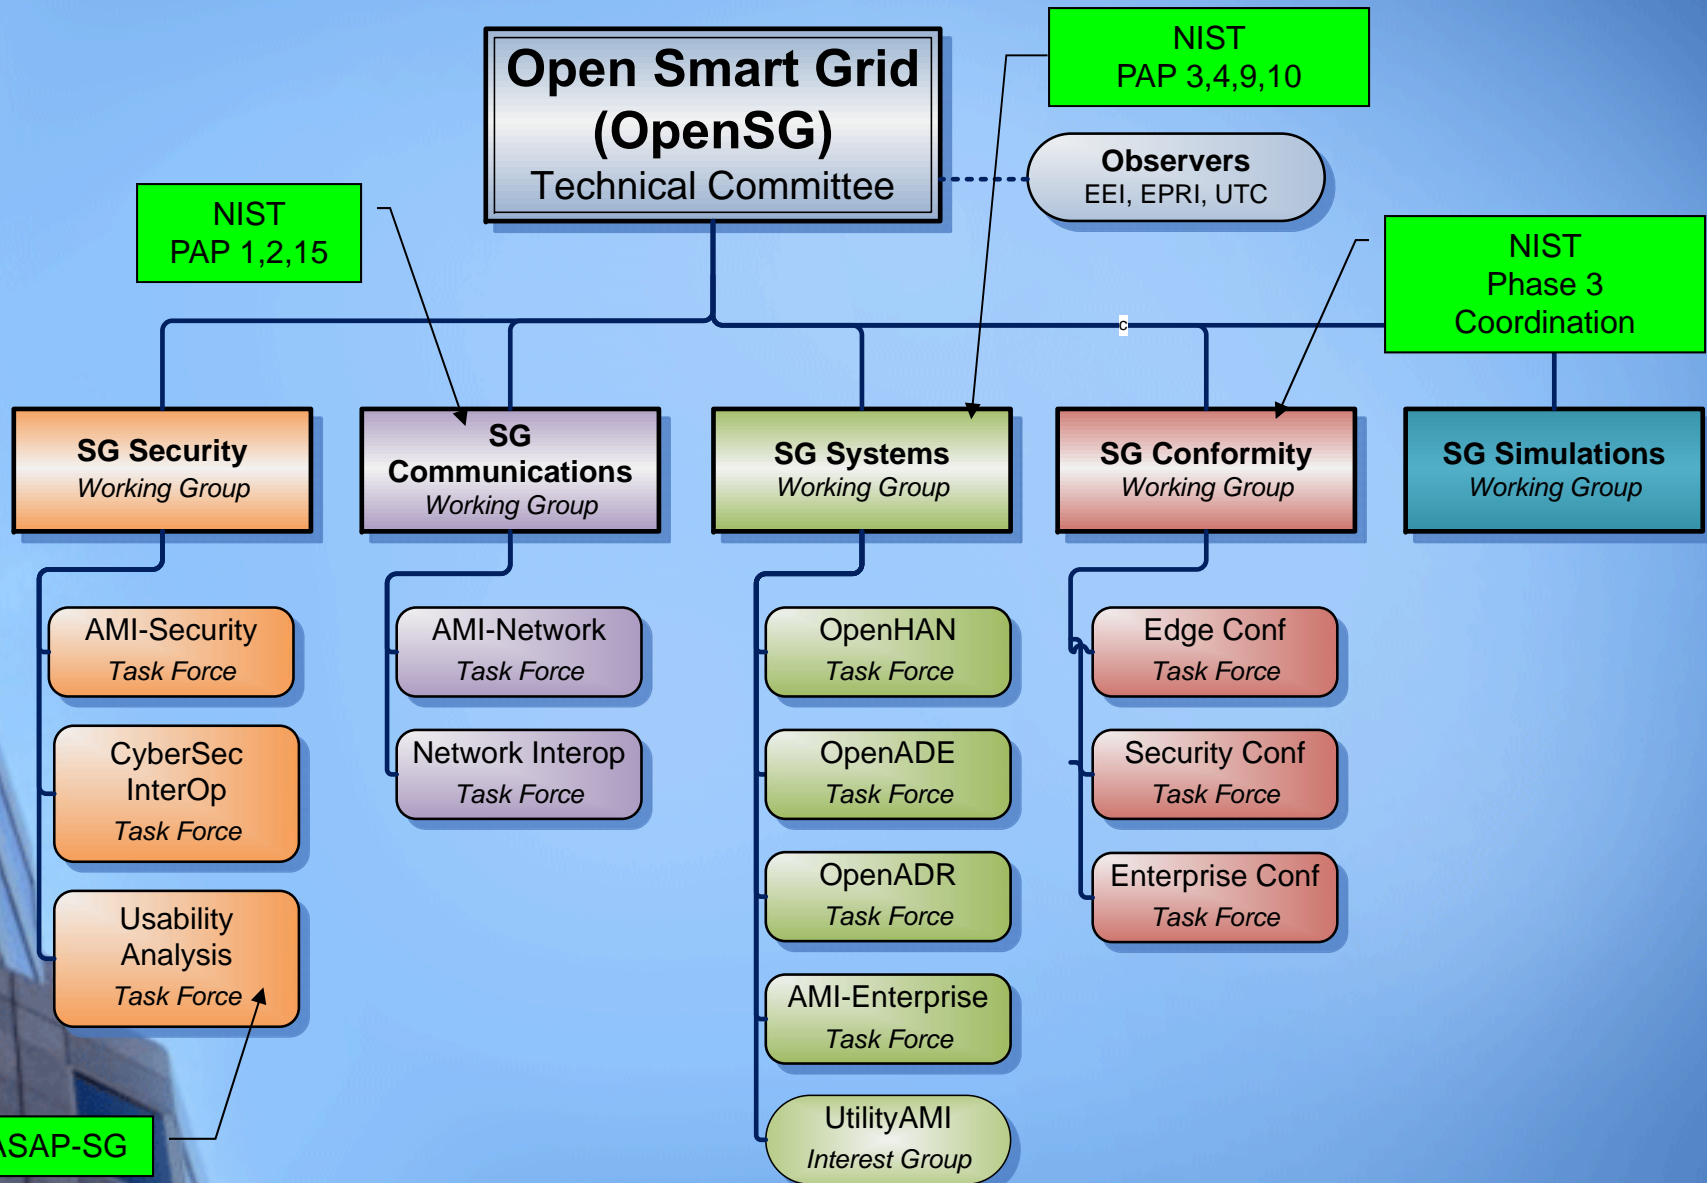 Open Smart Grid
(OpenSG)
Technical Committee
NIST
PAP 3,4,9,10
Observers
EEI, EPRI, UTC
NIST
PAP 1,2,15
NIST
Phase 3
Coordination
c
SG Security
Working Group
SG
Communications
Working Group
SG Systems
Working Group
SG Conformity
Working Group
SG Simulations
Working Group
AMI-Security
Task Force
CyberSec
InterOp
Task Force
Usability
Analysis
Task Force
AMI-Network
Task Force
Network Interop
Task Force
OpenHAN
Task Force
OpenADE
Task Force
OpenADR
Task Force
AMI-Enterprise
Task Force
UtilityAMI
Interest Group
Edge Conf
Task Force
Security Conf
Task Force
Enterprise Conf
Task Force
ASAP-SG